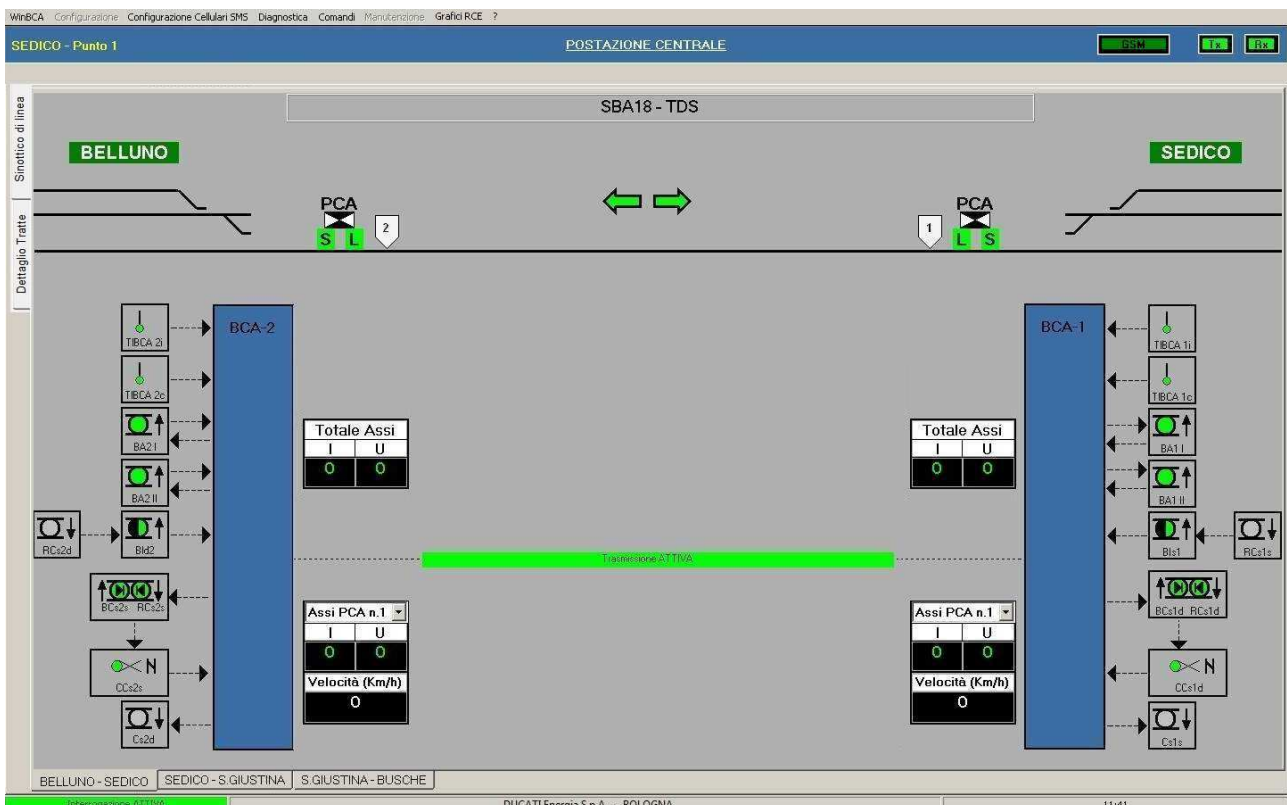 WinBCA Configurazione Configurazione Cellulari SMS Diagnostica Comandi Manutenzione Grafici RCE ?
SEDICO - Punto 1 POSTAZIONE CENTRALE GSM Tx Rx
Sinottico di linea
Dettaglio Tratte
SBA18 - TDS
BELLUNO SEDICO
PCA PCA
S L 2 1 L S
BCA-2 BCA-1
TIBCA 2i TIBCA 1i
TIBCA 2c TIBCA 1c
BA2 I BA1 I
BA2 II BA1 II
Totale Assi Totale Assi
I U I U
0 0 0 0
RCs2d BId2 BIs1 RCs1s
Trasmissione ATTIVA
BCs2s RCs2s BCs1d RCs1d
Assi PCA n.1 Assi PCA n.1
I U I U
0 0 0 0
N N
CCs2s CCs1d
Velocità (Km/h) Velocità (Km/h)
0 0
Cs2d Cs1s
BELLUNO - SEDICO SEDICO - S.GIUSTINA S.GIUSTINA - BUSCHE
Interrogazione ATTIVA DUCATI Energia S.p.A. - BOLOGNA 11:41